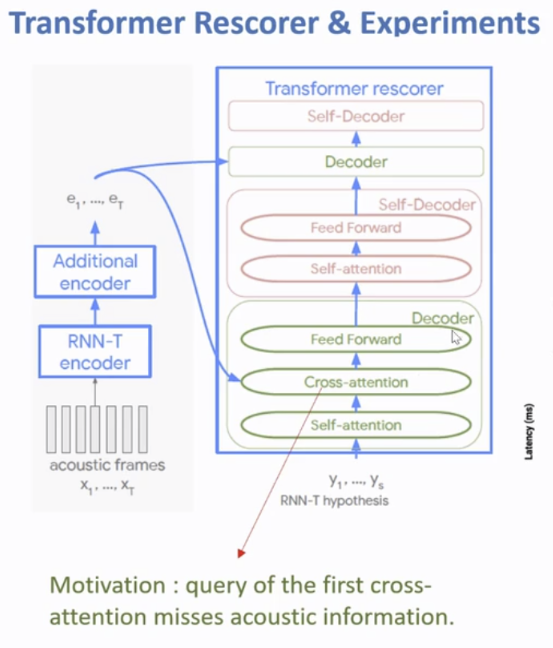 Transformer Rescorer & Experiments
Transformer rescorer
Self-Decoder
Decoder
Self-Decoder
Feed Forward
Self-attention
Decoder
Feed Forward
Cross-attention
Self-attention
e1, ..., eT
Additional
encoder
RNN-T
encoder
acoustic frames
x1, ..., xT
y1, ..., ys
RNN-T hypothesis
Latency (ms)
Motivation : query of the first cross-
attention misses acoustic information.